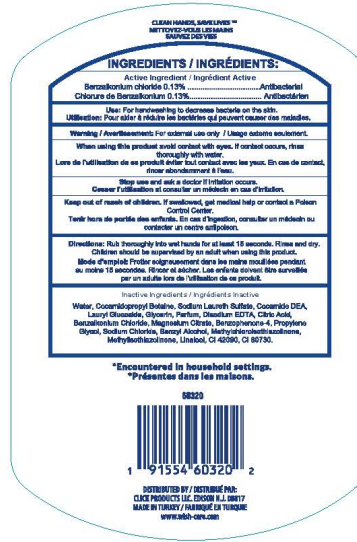 CLEAN HANDS, SAVE LIVES ™
NETTOYEZ-VOUS LES MAINS
SAUVEZ DES VIES
INGREDIENTS / INGRÉDIENTS:
Active Ingredient / Ingrédient Active
Benzalkonium chloride 0.13% ..............................Antibacterial
Chlorure de Benzalkonium 0.13%.............................. Antibactérien
Use: For handwashing to decrease bacteria on the skin.
Utilisation: Pour aider à réduire les bactéries qui peuvent causer des maladies.
Warning / Avertissement: For external use only / Usage externe seulement.
When using this product avoid contact with eyes. If contact occurs, rinse
thoroughly with water.
Lors de l'utilisation de ce produit éviter tout contact avec les yeux. En cas de contact,
rincer abondamment à l'eau.
Stop use and ask a doctor if irritation occurs.
Cesser l'utilisation et consulter un médecin en cas d'irritation.
Keep out of reach of children. If swallowed, get medical help or contact a Poison
Control Center.
Tenir hors de portée des enfants. En cas d'ingestion, consulter un médecin ou
contacter un centre antipoison.
Directions: Rub thoroughly into wet hands for at least 15 seconds. Rinse and dry.
Children should be supervised by an adult when using this product.
Mode d'emploi: Frotter soigneusement dans les mains mouillées pendant
au moins 15 secondes. Rincer et sécher. Les enfants doivent être surveillés
par un adulte lors de l'utilisation de ce produit.
Inactive Ingredients / Ingrédients Inactive
Water, Cocamidopropyl Betaine, Sodium Laureth Sulfate, Cocamide DEA,
Lauryl Glucoside, Glycerin, Parfum, Disodium EDTA, Citric Acid,
Benzalkonium Chloride, Magnesium Citrate, Benzophenone-4, Propylene
Glycol, Sodium Chloride, Benzyl Alcohol, Methylchloroisothiazolinone,
Methylisothiazolinone, Linalool, CI 42090, CI 60730.
*Encountered in household settings.
*Présentes dans les maisons.
68320
1 91554 60320 2
DISTRIBUTED BY / DISTRIBUÉ PAR:
CLICK PRODUCTS LLC. EDISON N.J. 08817
MADE IN TURKEY / FABRIQUÉ EN TURQUIE
www.wish-care.com